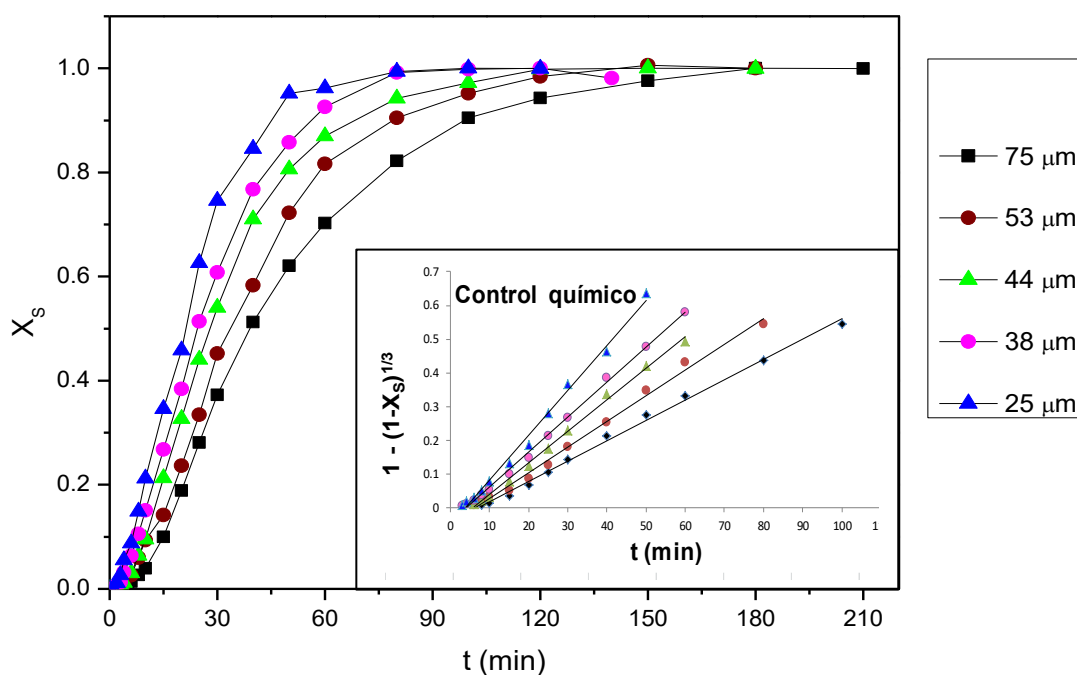 1.0
0.8
0.6
0.4
0.2
0.0
X_S
0 30 60 90 120 150 180 210
t (min)
Control químico
0.7
0.6
0.5
0.4
0.3
0.2
0.1
0
1 - (1-X_S)^1/3
0 10 20 30 40 50 60 70 80 90 100 1
t (min)
75 μm
53 μm
44 μm
38 μm
25 μm